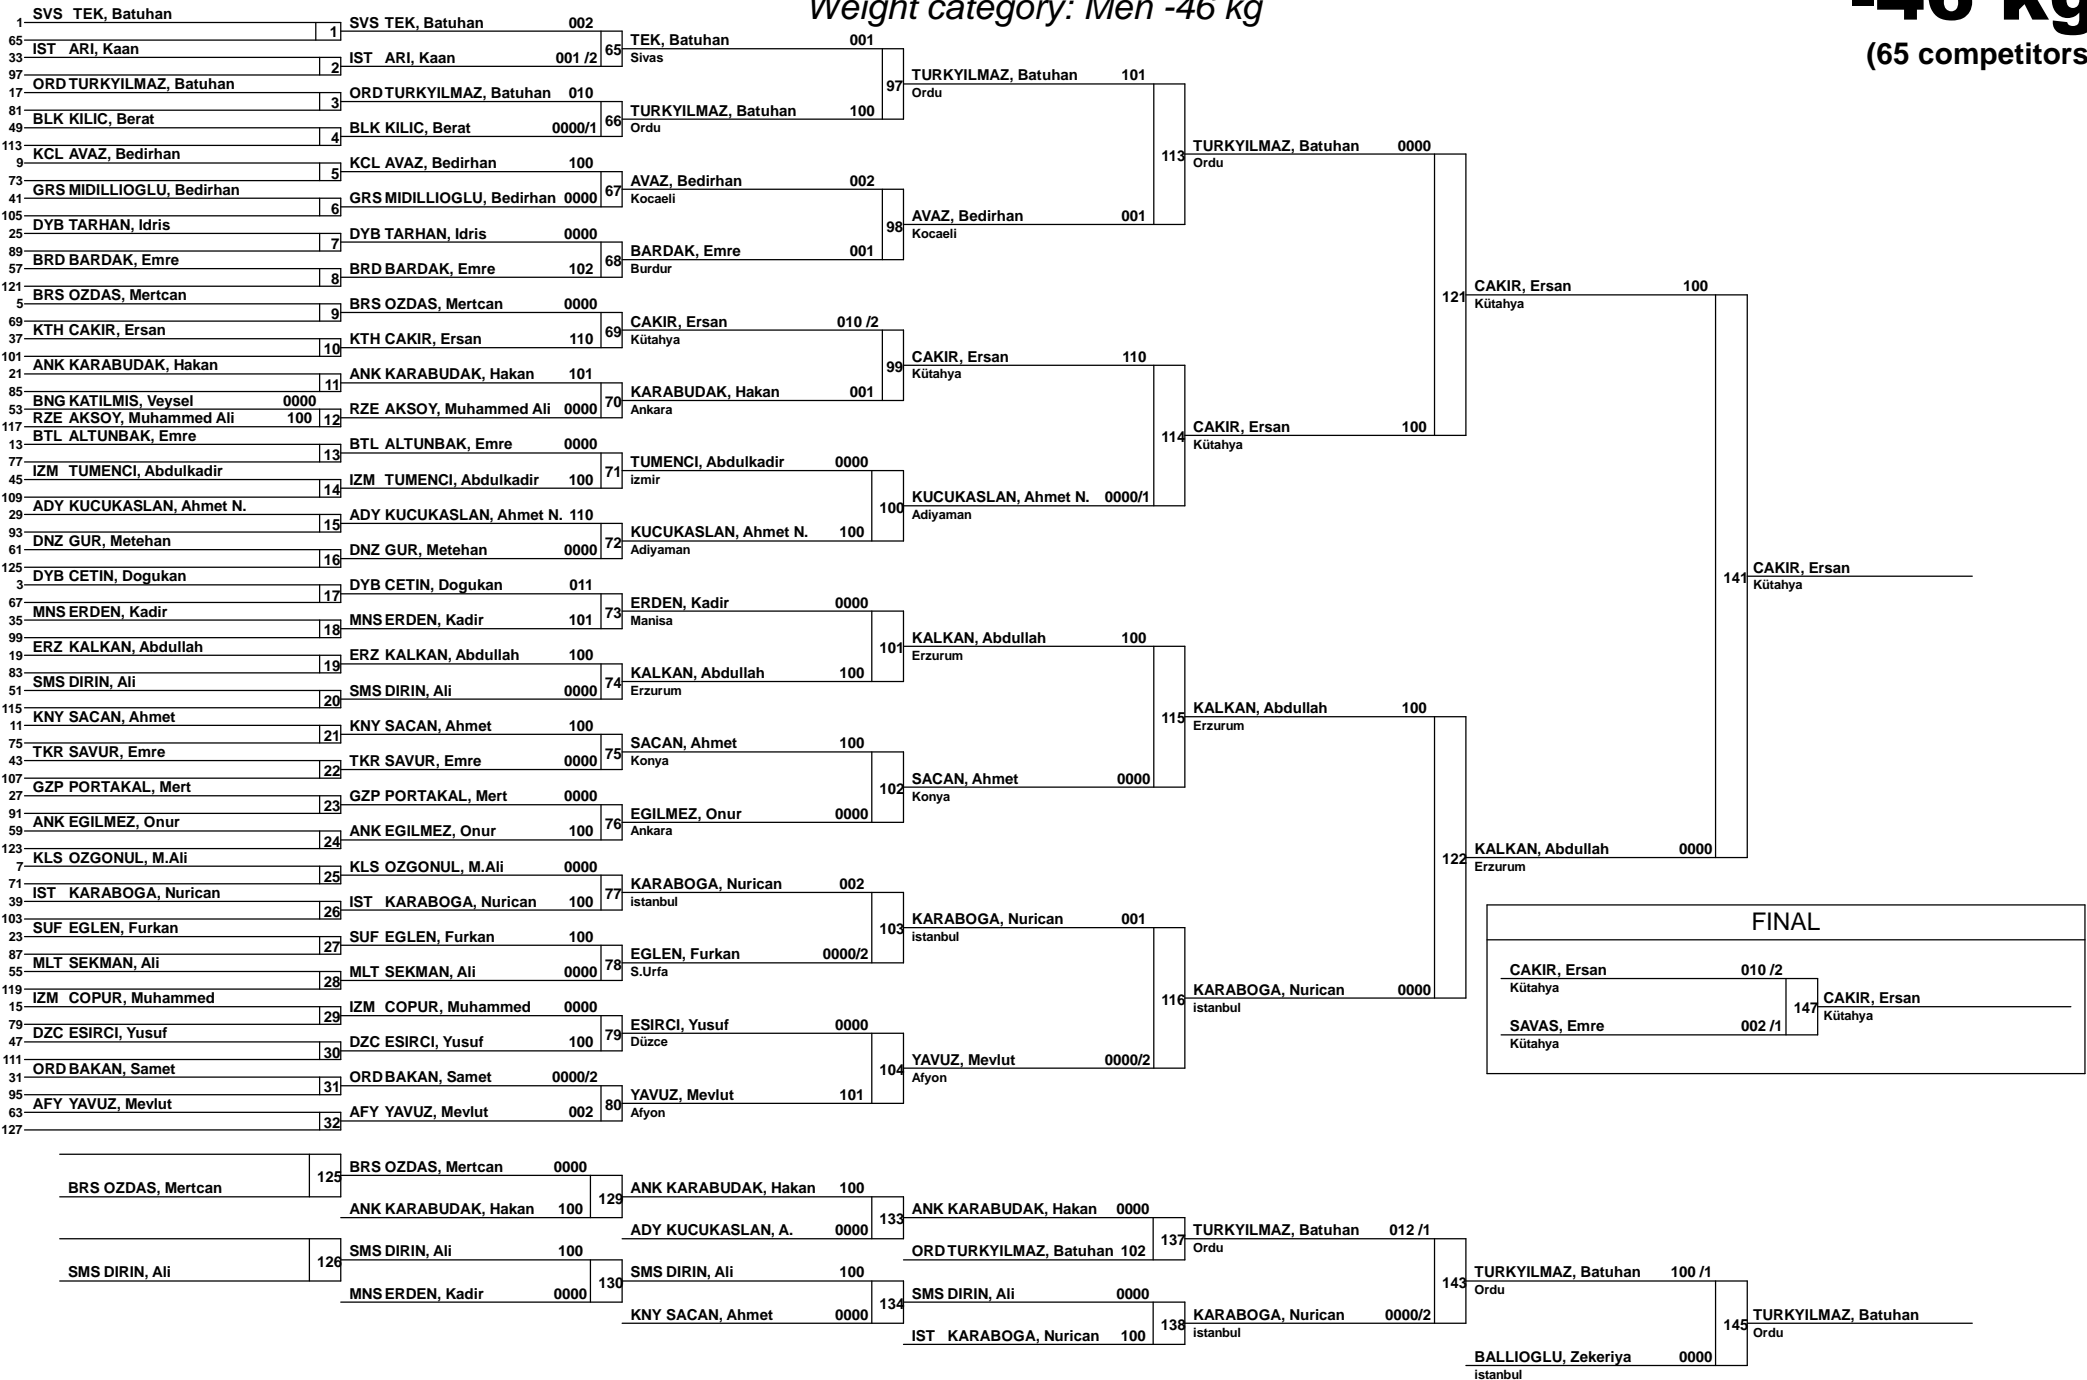 Weight category: Men -46 kg
-46 kg
(65 competitors
1 SVS TEK, Batuhan
65
1
33 IST ARI, Kaan
97
2
17 ORD TURKYILMAZ, Batuhan
81
3
49 BLK KILIC, Berat
113
4
9 KCL AVAZ, Bedirhan
73
5
41 GRS MIDILLIOGLU, Bedirhan
105
6
25 DYB TARHAN, Idris
89
7
57 BRD BARDAK, Emre
121
8
5 BRS OZDAS, Mertcan
69
9
37 KTH CAKIR, Ersan
101
10
21 ANK KARABUDAK, Hakan
85
11
53 BNG KATILMIS, Veysel 0000
117 RZE AKSOY, Muhammed Ali 100
12
13 BTL ALTUNBAK, Emre
77
13
45 IZM TUMENCI, Abdulkadir
109
14
29 ADY KUCUKASLAN, Ahmet N.
93
15
61 DNZ GUR, Metehan
125
16
3 DYB CETIN, Dogukan
67
17
35 MNS ERDEN, Kadir
99
18
19 ERZ KALKAN, Abdullah
83
19
51 SMS DIRIN, Ali
115
20
11 KNY SACAN, Ahmet
75
21
43 TKR SAVUR, Emre
107
22
27 GZP PORTAKAL, Mert
91
23
59 ANK EGILMEZ, Onur
123
24
7 KLS OZGONUL, M.Ali
71
25
39 IST KARABOGA, Nurican
103
26
23 SUF EGLEN, Furkan
87
27
55 MLT SEKMAN, Ali
119
28
15 IZM COPUR, Muhammed
79
29
47 DZC ESIRCI, Yusuf
111
30
31 ORD BAKAN, Samet
95
31
63 AFY YAVUZ, Mevlut
127
32
SVS TEK, Batuhan 002
IST ARI, Kaan 001 /2
65
ORD TURKYILMAZ, Batuhan 010
BLK KILIC, Berat 0000/1
66
KCL AVAZ, Bedirhan 100
GRS MIDILLIOGLU, Bedirhan 0000
67
DYB TARHAN, Idris 0000
BRD BARDAK, Emre 102
68
BRS OZDAS, Mertcan 0000
KTH CAKIR, Ersan 110
69
ANK KARABUDAK, Hakan 101
RZE AKSOY, Muhammed Ali 0000
70
BTL ALTUNBAK, Emre 0000
IZM TUMENCI, Abdulkadir 100
71
ADY KUCUKASLAN, Ahmet N. 110
DNZ GUR, Metehan 0000
72
DYB CETIN, Dogukan 011
MNS ERDEN, Kadir 101
73
ERZ KALKAN, Abdullah 100
SMS DIRIN, Ali 0000
74
KNY SACAN, Ahmet 100
TKR SAVUR, Emre 0000
75
GZP PORTAKAL, Mert 0000
ANK EGILMEZ, Onur 100
76
KLS OZGONUL, M.Ali 0000
IST KARABOGA, Nurican 100
77
SUF EGLEN, Furkan 100
MLT SEKMAN, Ali 0000
78
IZM COPUR, Muhammed 0000
DZC ESIRCI, Yusuf 100
79
ORD BAKAN, Samet 0000/2
AFY YAVUZ, Mevlut 002
80
TEK, Batuhan 001
Sivas
TURKYILMAZ, Batuhan 100
Ordu
97
AVAZ, Bedirhan 002
Kocaeli
BARDAK, Emre 001
Burdur
98
CAKIR, Ersan 010 /2
Kütahya
KARABUDAK, Hakan 001
Ankara
99
TUMENCI, Abdulkadir 0000
izmir
KUCUKASLAN, Ahmet N. 100
Adiyaman
100
ERDEN, Kadir 0000
Manisa
KALKAN, Abdullah 100
Erzurum
101
SACAN, Ahmet 100
Konya
EGILMEZ, Onur 0000
Ankara
102
KARABOGA, Nurican 002
istanbul
EGLEN, Furkan 0000/2
S.Urfa
103
ESIRCI, Yusuf 0000
Düzce
YAVUZ, Mevlut 101
Afyon
104
TURKYILMAZ, Batuhan 101
Ordu
AVAZ, Bedirhan 001
Kocaeli
113
CAKIR, Ersan 110
Kütahya
KUCUKASLAN, Ahmet N. 0000/1
Adiyaman
114
KALKAN, Abdullah 100
Erzurum
SACAN, Ahmet 0000
Konya
115
KARABOGA, Nurican 001
istanbul
YAVUZ, Mevlut 0000/2
Afyon
116
TURKYILMAZ, Batuhan 0000
Ordu
CAKIR, Ersan 100
Kütahya
121
KALKAN, Abdullah 100
Erzurum
KARABOGA, Nurican 0000
istanbul
122
CAKIR, Ersan 100
Kütahya
KALKAN, Abdullah 0000
Erzurum
141
CAKIR, Ersan
Kütahya
FINAL
CAKIR, Ersan 010 /2
Kütahya
SAVAS, Emre 002 /1
Kütahya
147
CAKIR, Ersan
Kütahya
BRS OZDAS, Mertcan
125
SMS DIRIN, Ali
126
BRS OZDAS, Mertcan 0000
ANK KARABUDAK, Hakan 100
129
SMS DIRIN, Ali 100
MNS ERDEN, Kadir 0000
130
ANK KARABUDAK, Hakan 100
ADY KUCUKASLAN, A. 0000
133
SMS DIRIN, Ali 100
KNY SACAN, Ahmet 0000
134
ANK KARABUDAK, Hakan 0000
ORD TURKYILMAZ, Batuhan 102
137
SMS DIRIN, Ali 0000
IST KARABOGA, Nurican 100
138
TURKYILMAZ, Batuhan 012 /1
Ordu
KARABOGA, Nurican 0000/2
istanbul
143
TURKYILMAZ, Batuhan 100 /1
Ordu
BALLIOGLU, Zekeriya 0000
istanbul
145
TURKYILMAZ, Batuhan
Ordu